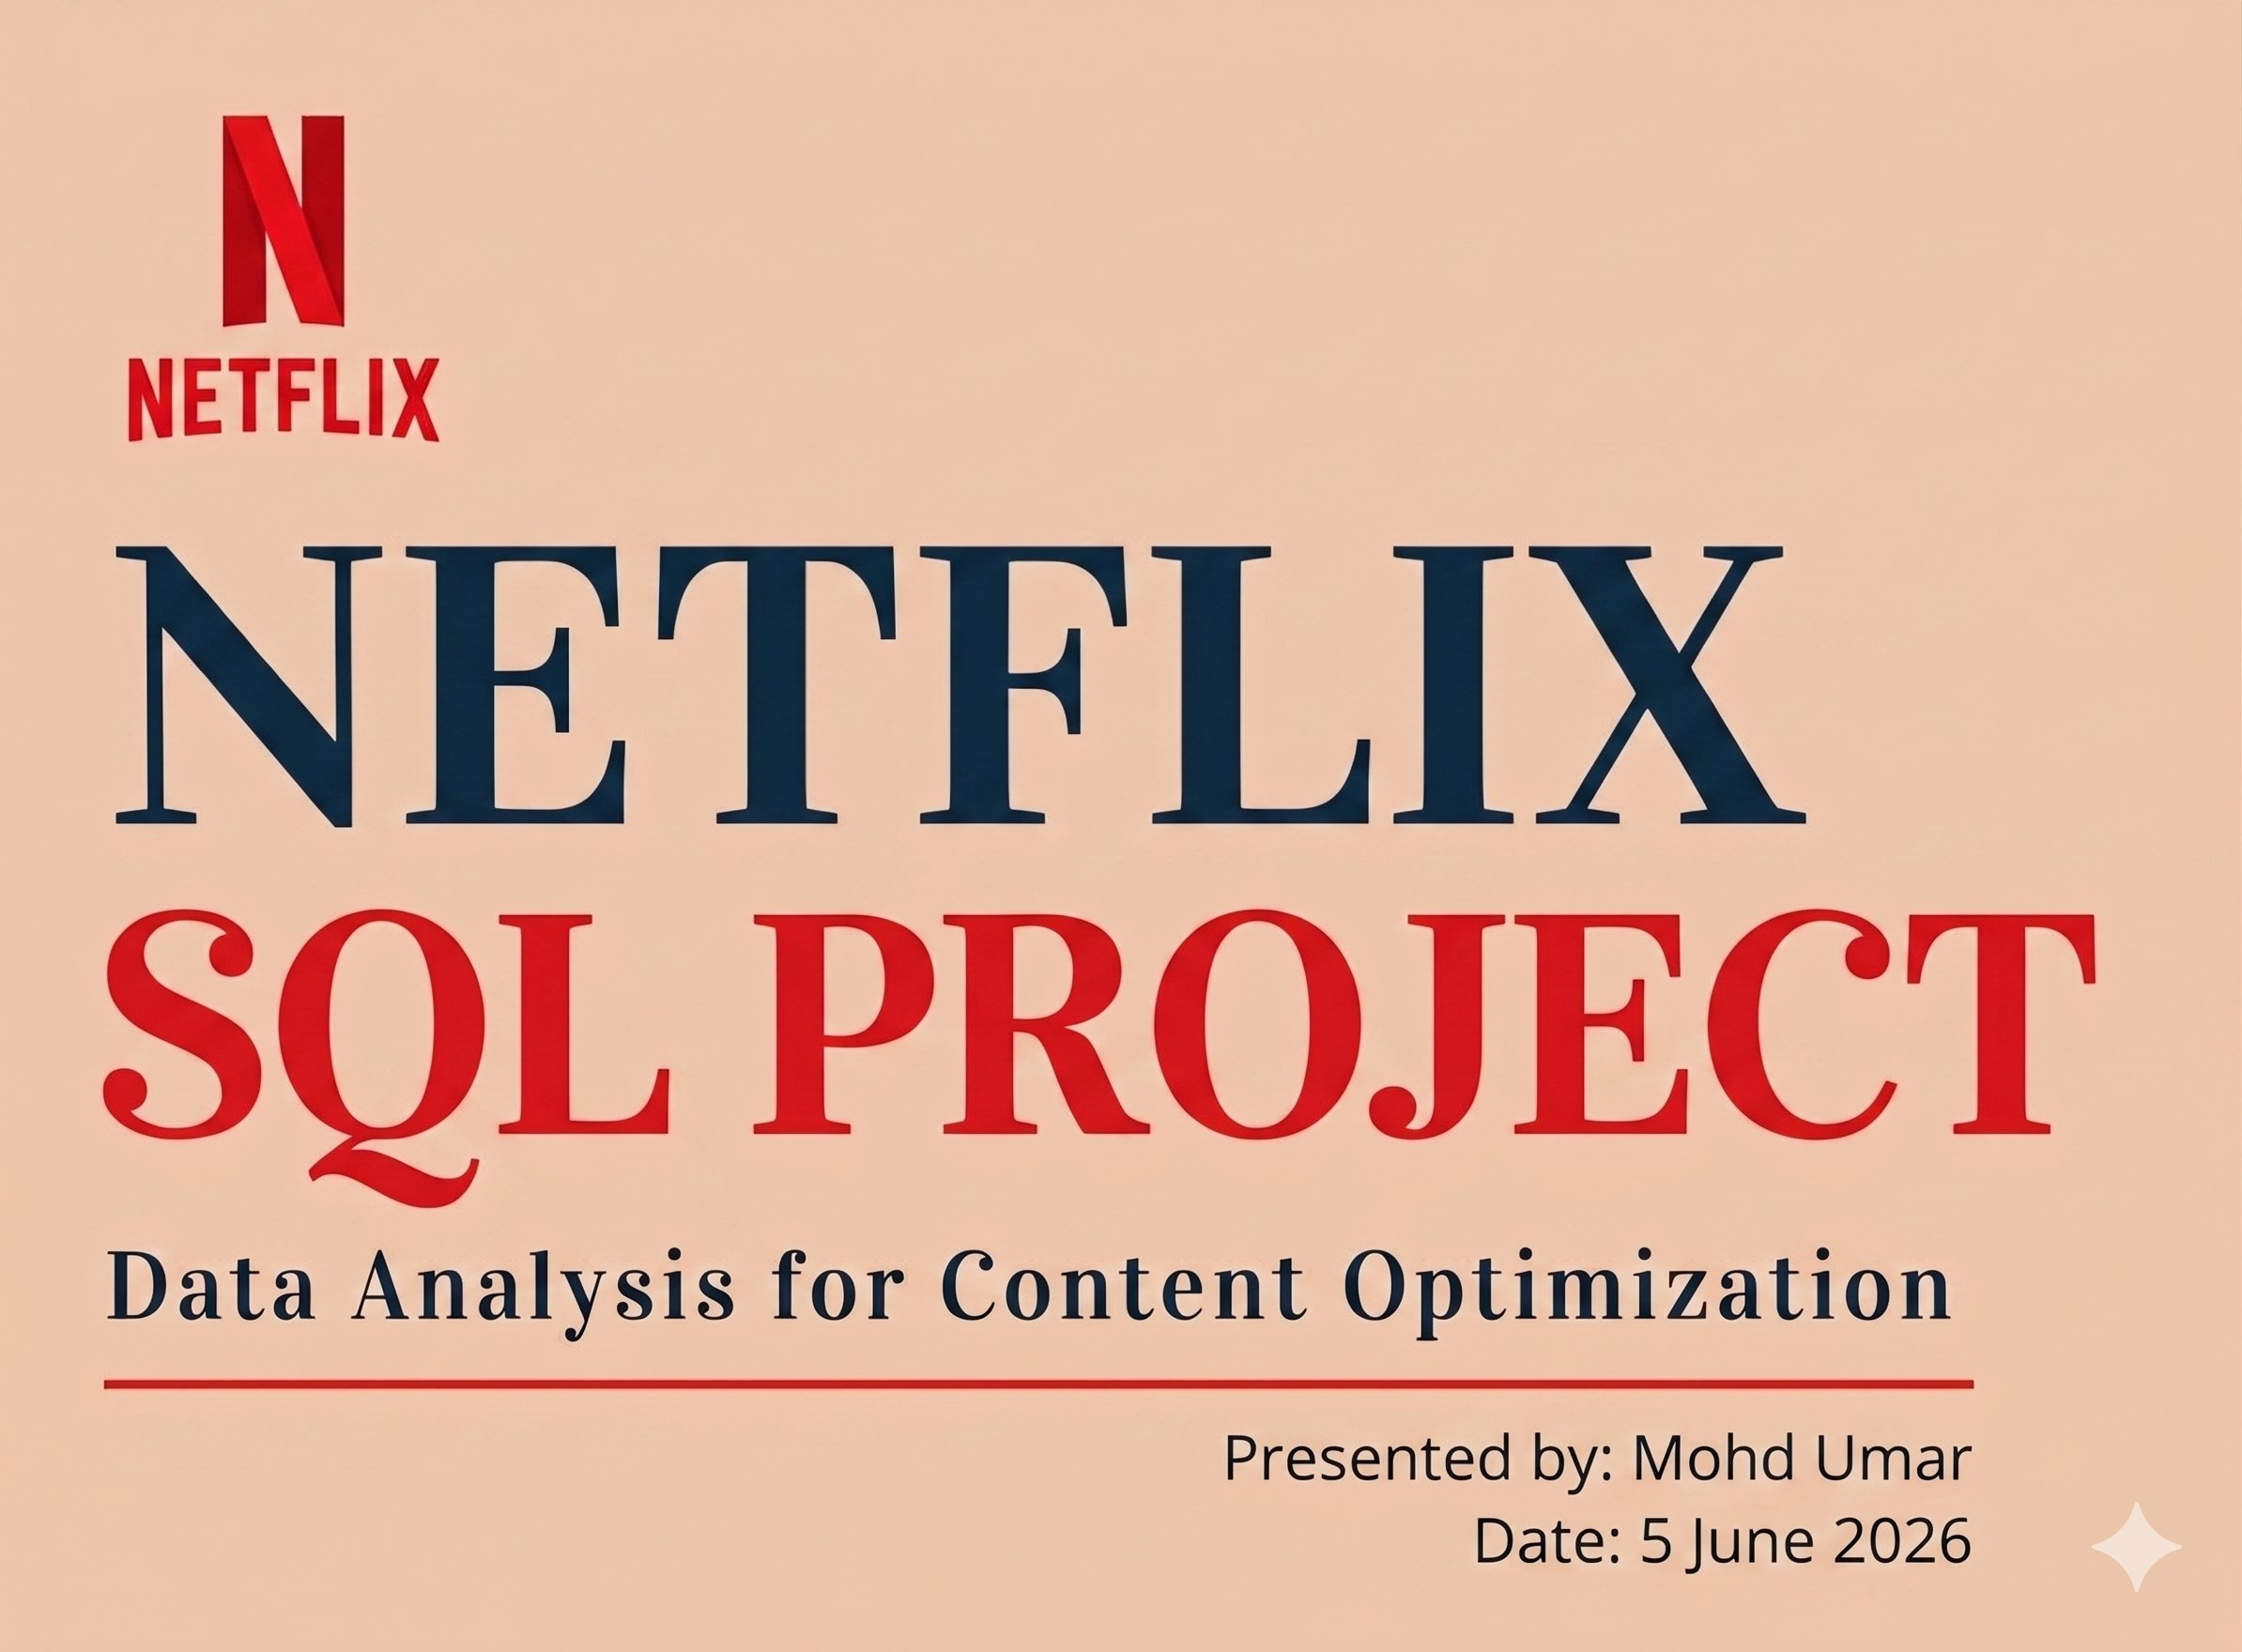 N
NETFLIX
NETFLIX
SQL PROJECT
Data Analysis for Content Optimization
Presented by: Mohd Umar
Date: 5 June 2026